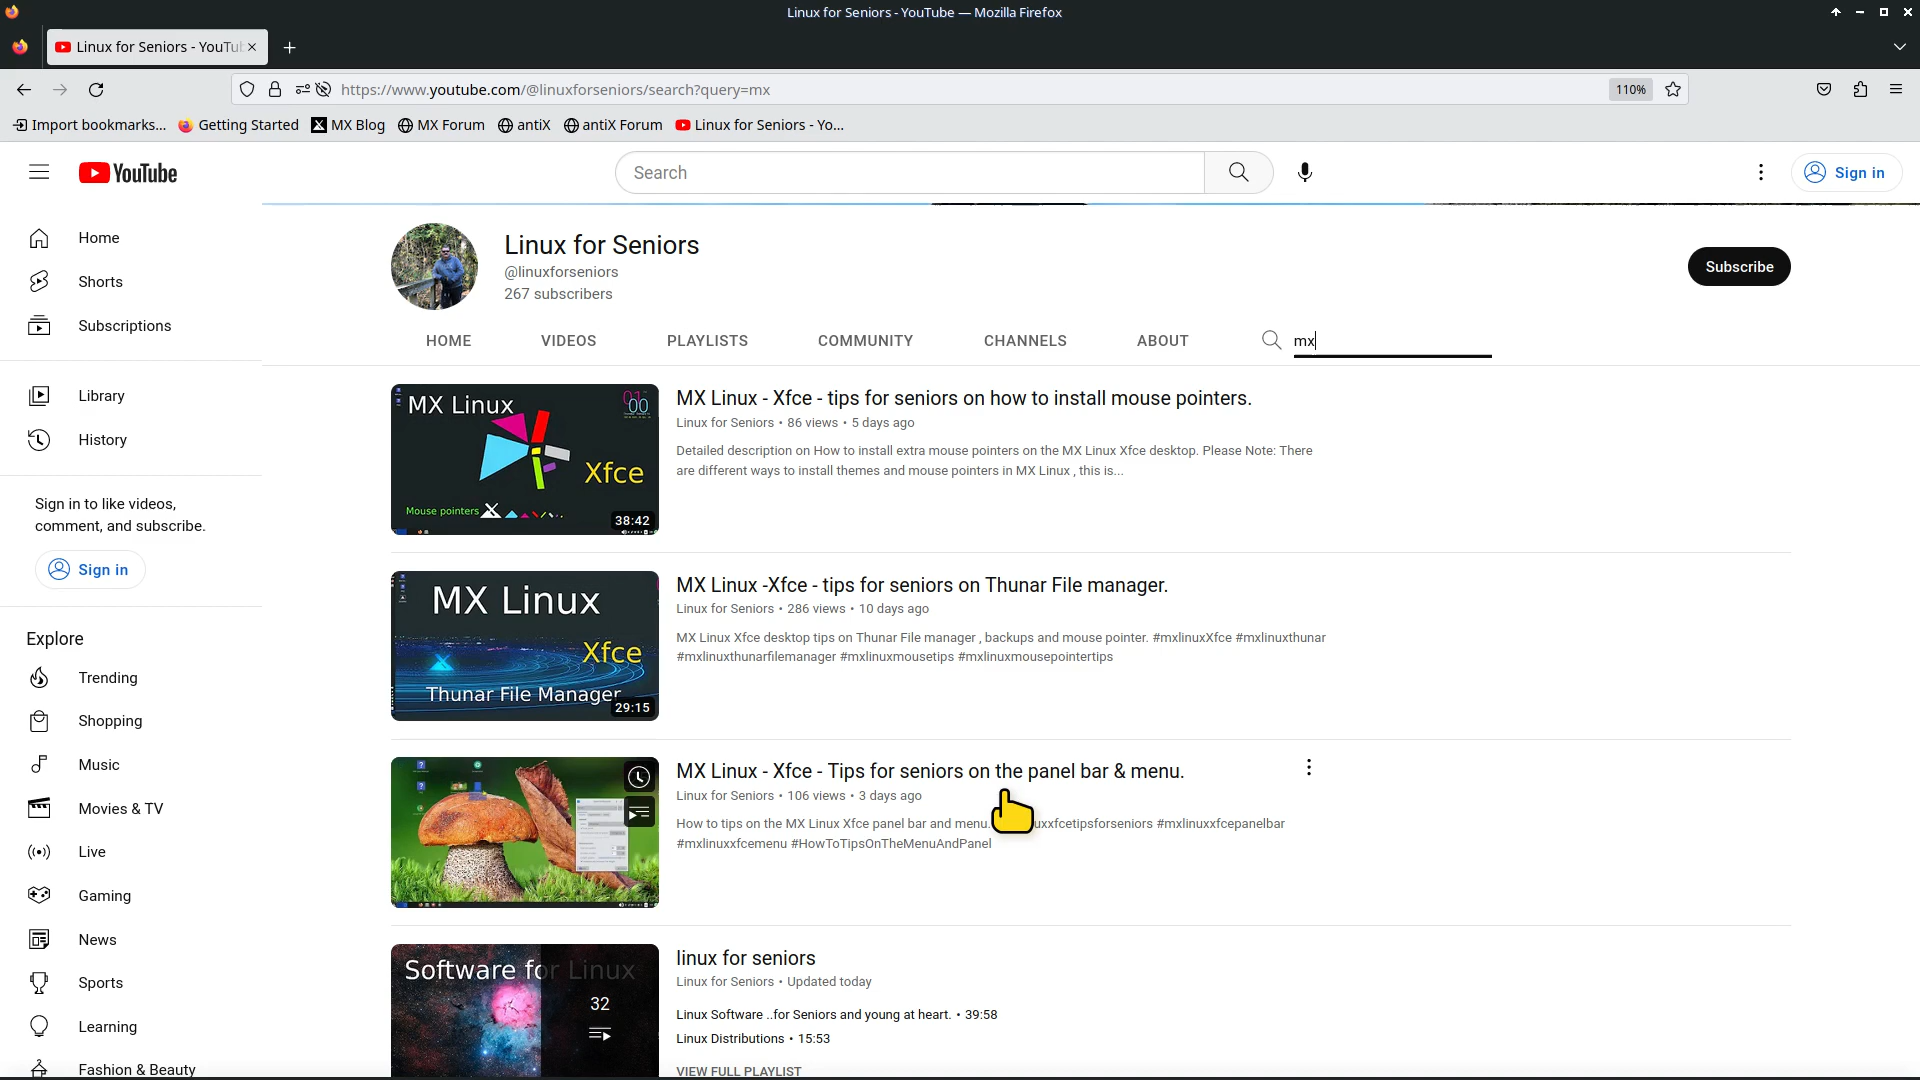 Linux for Seniors - YouTube — Mozilla Firefox
Linux for Seniors - YouTu
https://www.youtube.com/@linuxforseniors/search?query=mx
110%
Import bookmarks...
Getting Started
MX Blog
MX Forum
antiX
antiX Forum
Linux for Seniors - Yo...
YouTube
Search
Sign in
Home
Shorts
Subscriptions
Library
History
Sign in to like videos,
comment, and subscribe.
Sign in
Explore
Trending
Shopping
Music
Movies & TV
Live
Gaming
News
Sports
Learning
Fashion & Beauty
Linux for Seniors
@linuxforseniors
267 subscribers
Subscribe
HOME
VIDEOS
PLAYLISTS
COMMUNITY
CHANNELS
ABOUT
mx
MX Linux
Xfce
Mouse pointers
38:42
MX Linux - Xfce - tips for seniors on how to install mouse pointers.
Linux for Seniors • 86 views • 5 days ago
Detailed description on How to install extra mouse pointers on the MX Linux Xfce desktop. Please Note: There
are different ways to install themes and mouse pointers in MX Linux , this is...
MX Linux
Xfce
Thunar File Manager
29:15
MX Linux -Xfce - tips for seniors on Thunar File manager.
Linux for Seniors • 286 views • 10 days ago
MX Linux Xfce desktop tips on Thunar File manager , backups and mouse pointer. #mxlinuxXfce #mxlinuxthunar
#mxlinuxthunarfilemanager #mxlinuxmousetips #mxlinuxmousepointertips
MX Linux - Xfce - Tips for seniors on the panel bar & menu.
Linux for Seniors • 106 views • 3 days ago
How to tips on the MX Linux Xfce panel bar and menu. uxxfcetipsforseniors #mxlinuxxfcepanelbar
#mxlinuxxfcemenu #HowToTipsOnTheMenuAndPanel
Software for Linux
32
linux for seniors
Linux for Seniors • Updated today
Linux Software ..for Seniors and young at heart. • 39:58
Linux Distributions • 15:53
VIEW FULL PLAYLIST